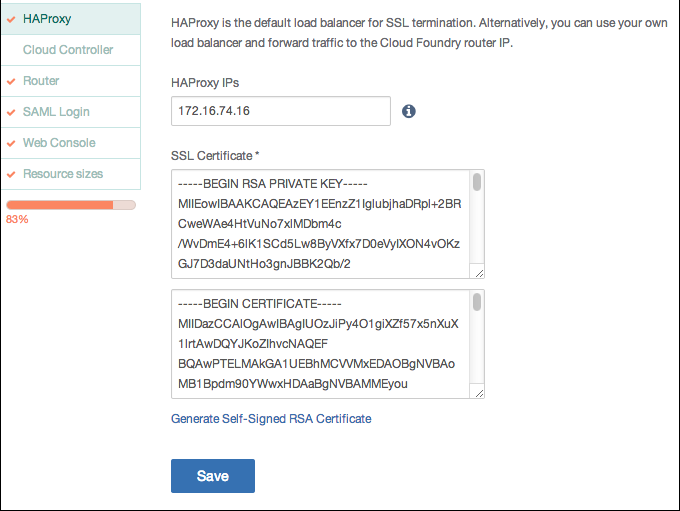 HAProxy
Cloud Controller
Router
SAML Login
Web Console
Resource sizes
83%
HAProxy is the default load balancer for SSL termination. Alternatively, you can use your own
load balancer and forward traffic to the Cloud Foundry router IP.
HAProxy IPs
172.16.74.16
SSL Certificate *
-----BEGIN RSA PRIVATE KEY-----
MIIEowIBAAKCAQEAzEY1EEnzZ1IglubjhaDRpl+2BR
CweWAe4HtVuNo7xIMDbm4c
/WvDmE4+6IK1SCd5Lw8ByVXfx7D0eVyIXON4vOKz
GJ7D3daUNtHo3gnJBBK2Qb/2
-----BEGIN CERTIFICATE-----
MIIDazCCAlOgAwIBAgIUOzJiPy4O1giXZf57x5nXuX
1IrtAwDQYJKoZIhvcNAQEF
BQAwPTELMAkGA1UEBhMCVVMxEDAOBgNVBAo
MB1Bpdm90YWwxHDAaBgNVBAMMEyou
Generate Self-Signed RSA Certificate
Save